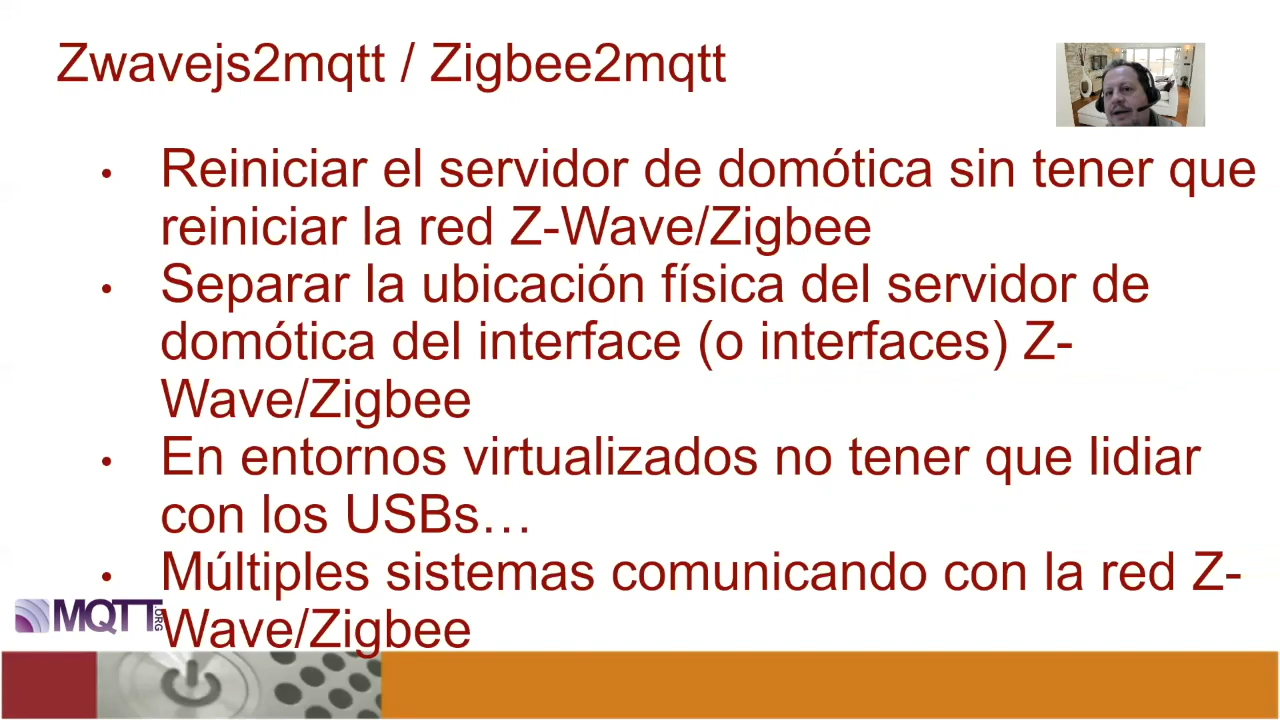 Zwavejs2mqtt / Zigbee2mqtt
• Reiniciar el servidor de domótica sin tener que
reiniciar la red Z-Wave/Zigbee
• Separar la ubicación física del servidor de
domótica del interface (o interfaces) Z-
Wave/Zigbee
• En entornos virtualizados no tener que lidiar
con los USBs…
• Múltiples sistemas comunicando con la red Z-
Wave/Zigbee
MQTT.ORG